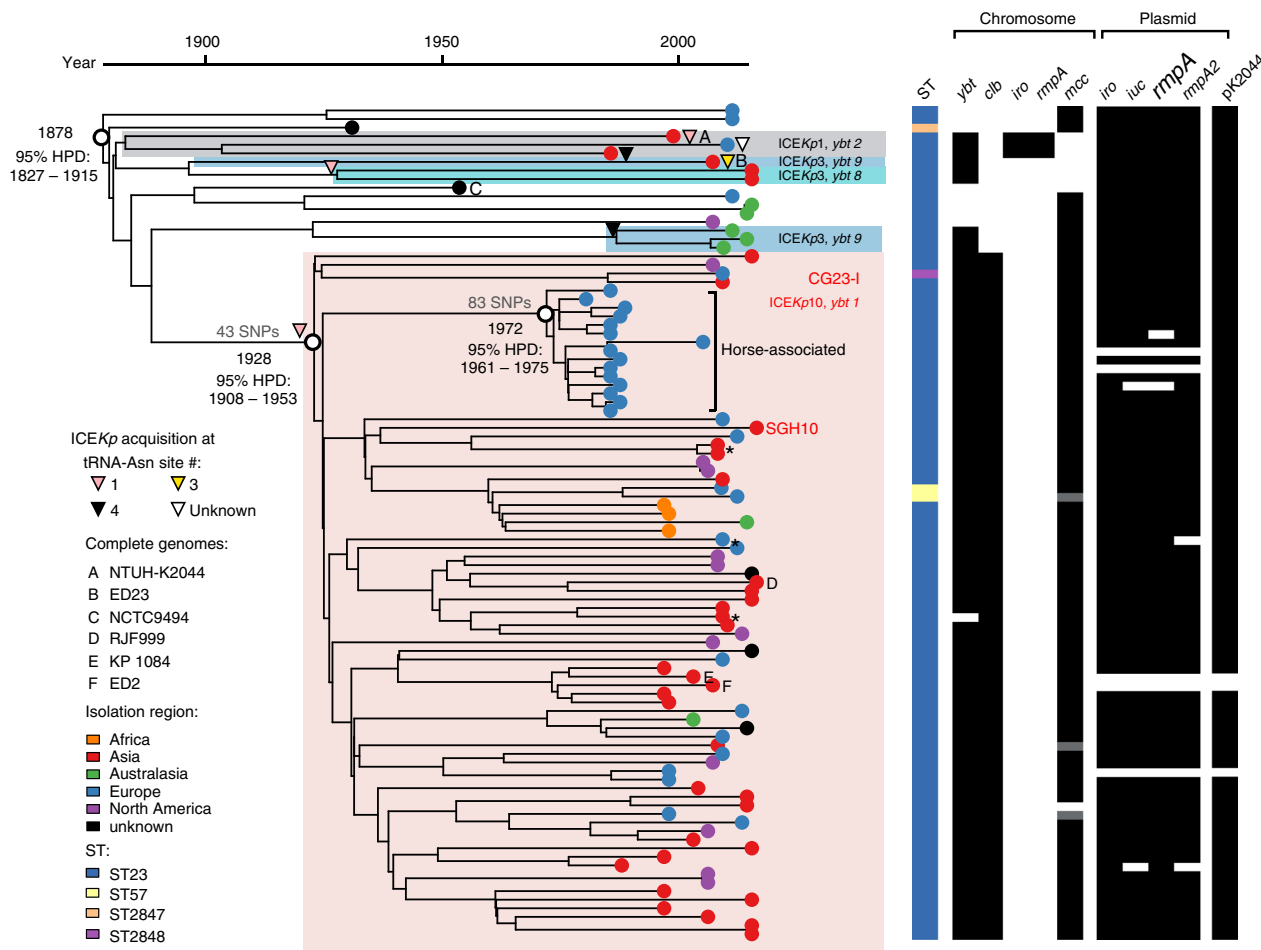 Chromosome Plasmid
1900 1950 2000
Year
ST ybt clb iro rmpA mcc iro iuc rmpA rmpA2 pK2044
1878
95% HPD:
1827 – 1915
A
ICEKp1, ybt 2
B ICEKp3, ybt 9
ICEKp3, ybt 8
C
ICEKp3, ybt 9
CG23-I
ICEKp10, ybt 1
83 SNPs
43 SNPs
1972
95% HPD:
1961 – 1975
Horse-associated
1928
95% HPD:
1908 – 1953
SGH10
*
*
D
*
E
F
ICEKp acquisition at
tRNA-Asn site #:
1 3
4 Unknown
Complete genomes:
A NTUH-K2044
B ED23
C NCTC9494
D RJF999
E KP 1084
F ED2
Isolation region:
Africa
Asia
Australasia
Europe
North America
unknown
ST:
ST23
ST57
ST2847
ST2848